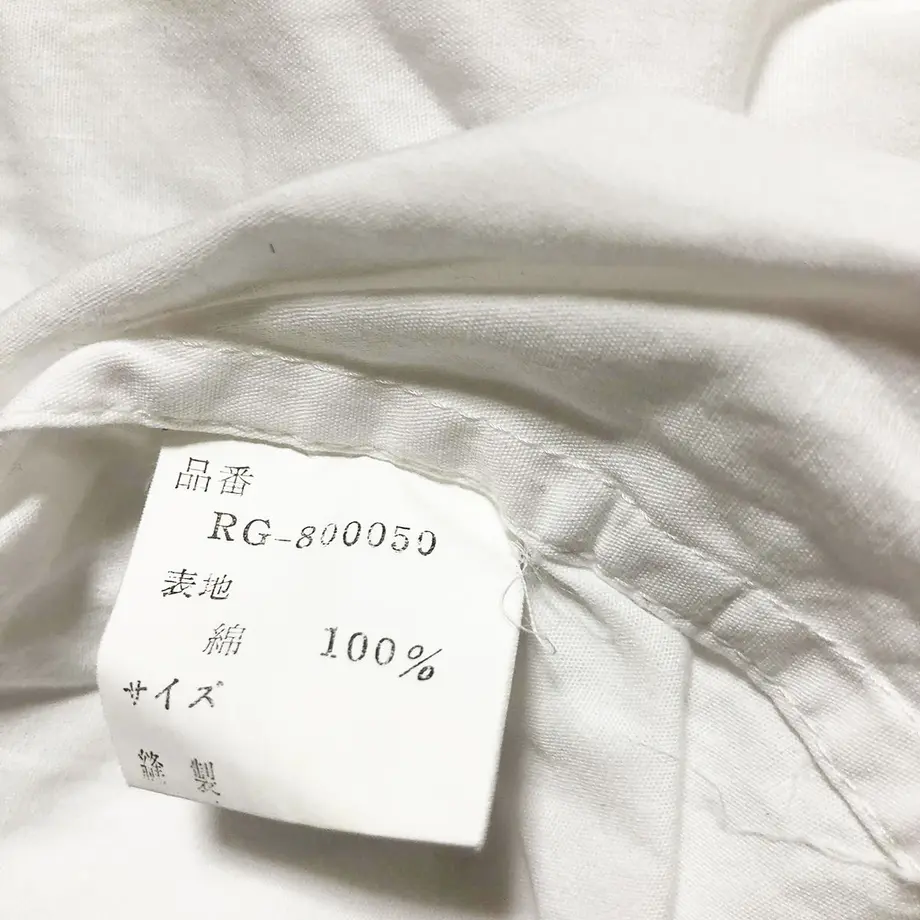 品番
RG-800050
表地
綿 100%
サイズ
縫製